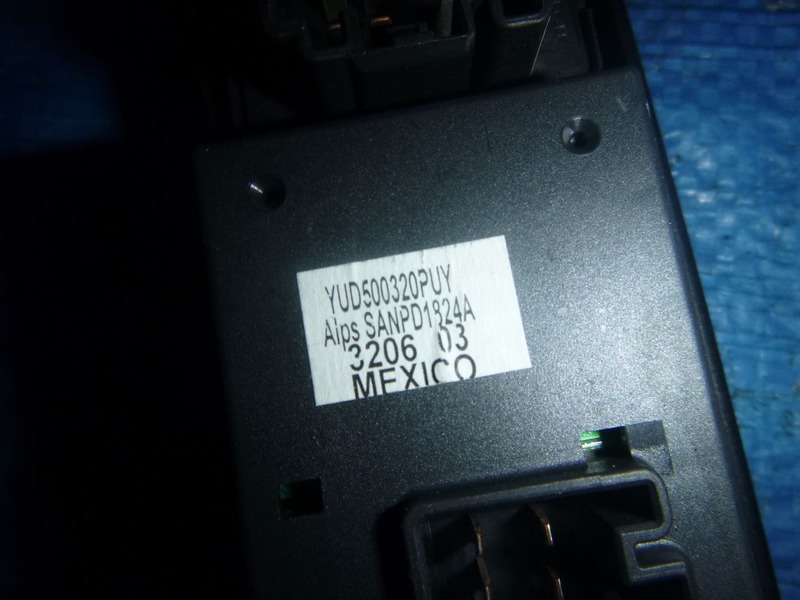 YUD500320PUY
Alps SANPD1824A
3206 03
MEXICO